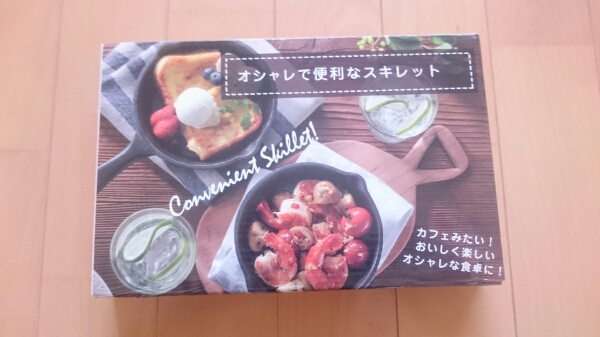 オシャレで便利なスキレット
Convenient Skillet!
カフェみたい!
おいしく楽しい
オシャレな食卓に!